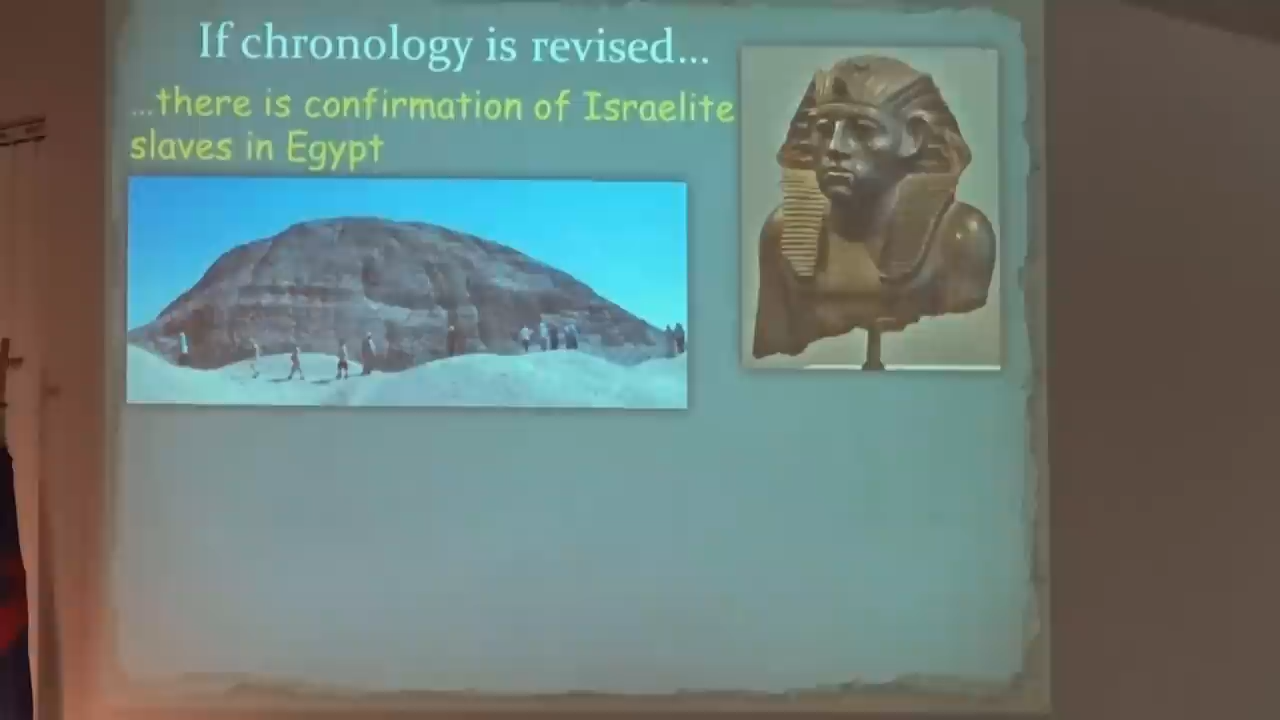 If chronology is revised...
...there is confirmation of Israelite
slaves in Egypt